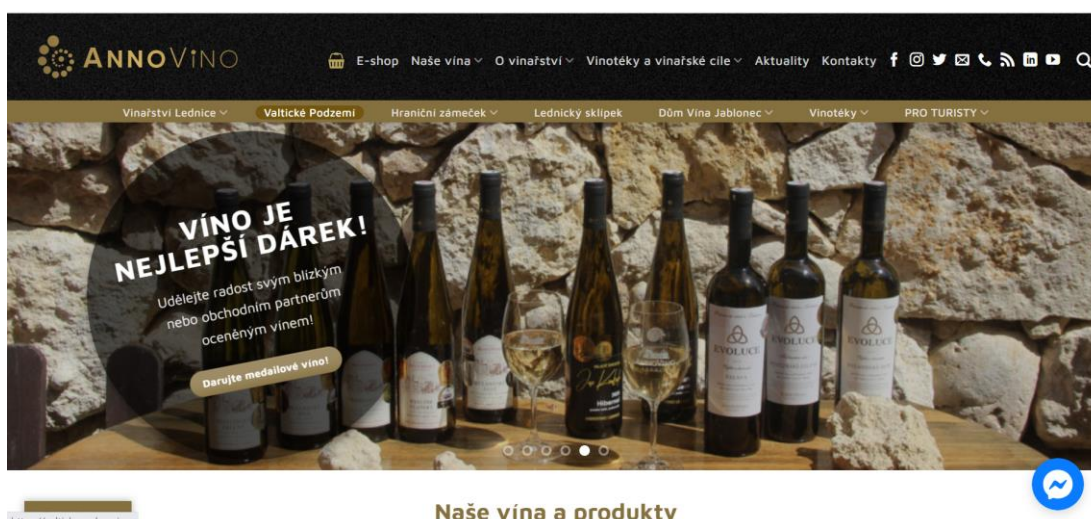 ANNOVINO
E-shop Naše vína O vinařství Vinotéky a vinařské cíle Aktuality Kontakty
Vinařství Lednice Valtické Podzemí Hraniční zámeček Lednický sklípek Dům Vína Jablonec Vinotéky PRO TURISTY
VÍNO JE
NEJLEPŠÍ DÁREK!
Udělejte radost svým blízkým
nebo obchodním partnerům
oceněným vínem!
Darujte medailové víno!
Hibernal
EVOLUCE
EVOLUCE
Naše vína a produkty